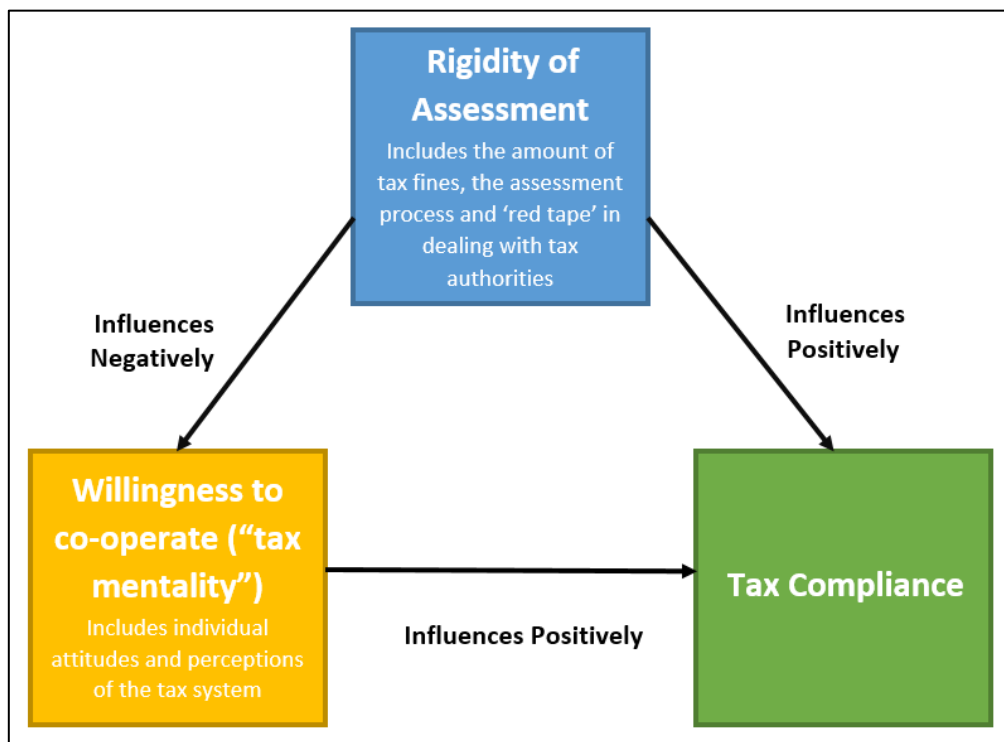 Rigidity of
Assessment
Includes the amount of
tax fines, the assessment
process and ‘red tape’ in
dealing with tax
authorities
Influences
Negatively
Influences
Positively
Willingness to
co-operate (“tax
mentality”)
Includes individual
attitudes and perceptions
of the tax system
Influences Positively
Tax Compliance